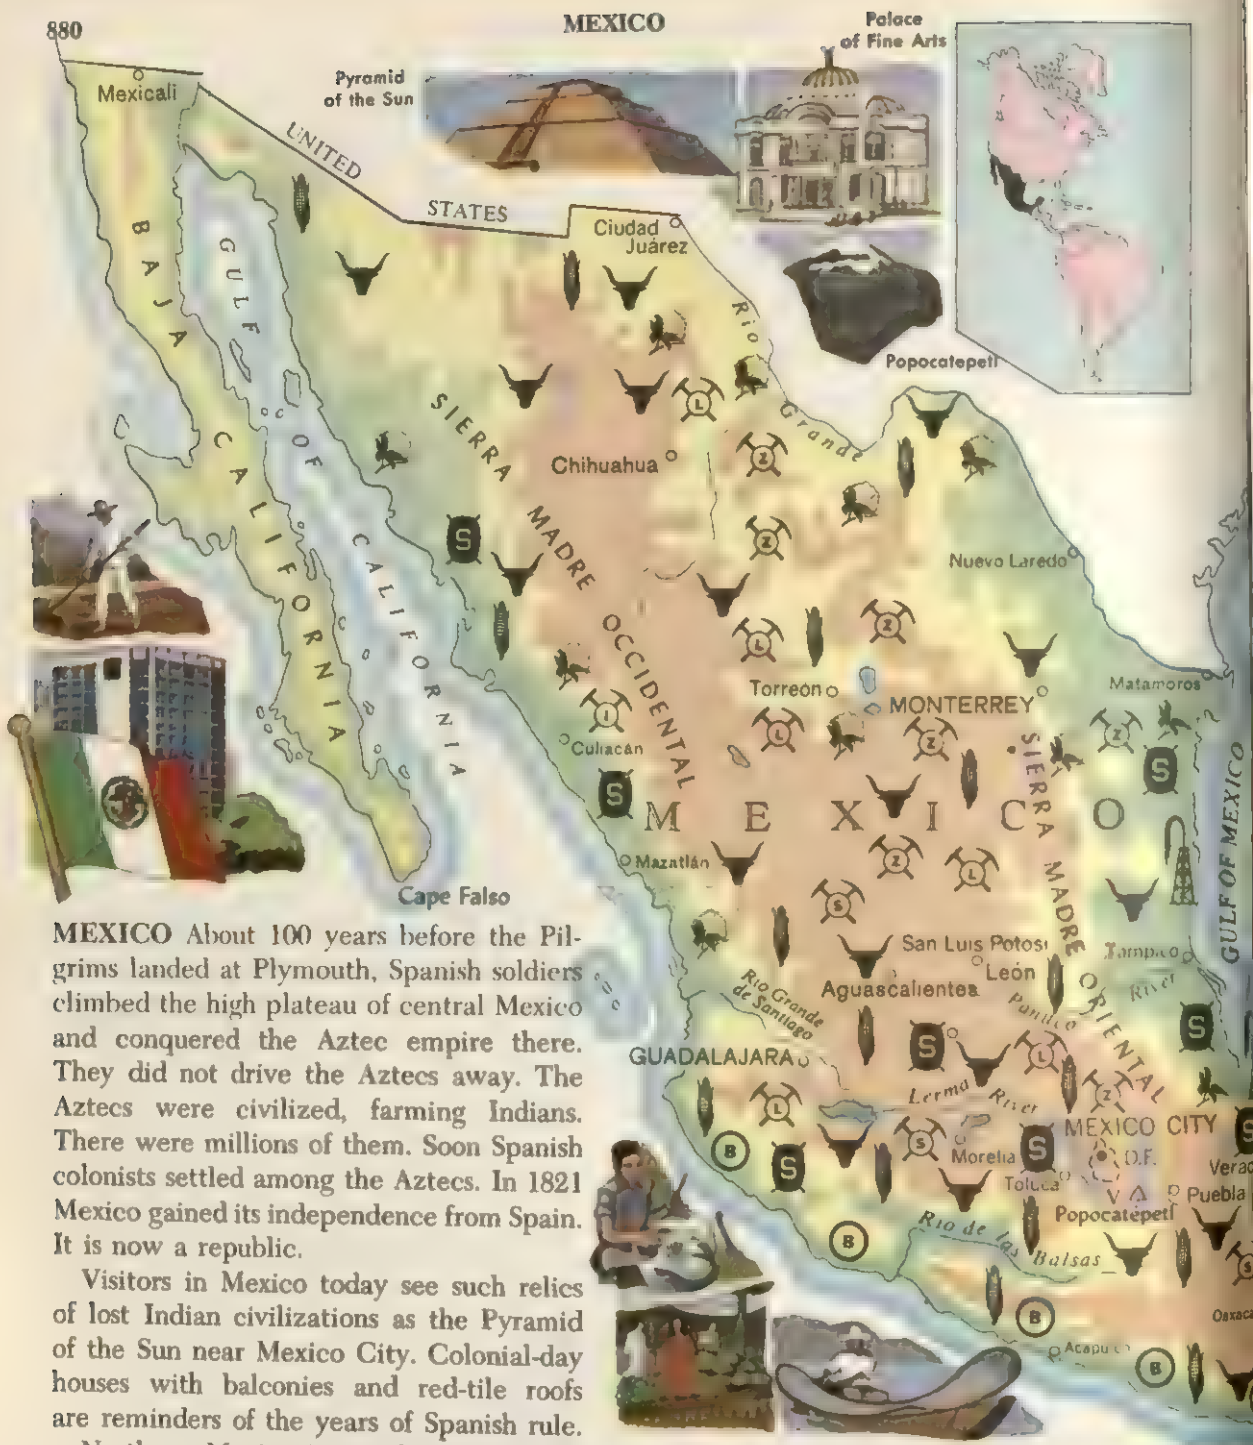 880
MEXICO
Palace
of Fine Arts
Pyramid
of the Sun
Popocatepetl
Mexicali
UNITED
STATES
Ciudad
Juárez
BAJA CALIFORNIA
GULF OF CALIFORNIA
Rio Grande
SIERRA MADRE OCCIDENTAL
L
Z
Chihuahua
S
Z
Nuevo Laredo
Z
L
Torreón
MONTERREY
Matamoros
I
L
Z
Z
Culiacán
S
S
MEXICO
SIERRA MADRE ORIENTAL
GULF OF MEXICO
Mazatlán
Z
L
S
Cape Falso
San Luis Potosi
León
Aguascalientes
Tampico
Pánuco River
Rio Grande
de Santiago
S
S
L
GUADALAJARA
Lerma River
Z
L
S
MEXICO CITY
B
S
S
Morelia
D.F.
Toluca
Verac
Puebla
Popocatépetl
B
Rio de las Balsas
B
Oaxaca
Acapu
B
MEXICO About 100 years before the Pil-
grims landed at Plymouth, Spanish soldiers
climbed the high plateau of central Mexico
and conquered the Aztec empire there.
They did not drive the Aztecs away. The
Aztecs were civilized, farming Indians.
There were millions of them. Soon Spanish
colonists settled among the Aztecs. In 1821
Mexico gained its independence from Spain.
It is now a republic.
Visitors in Mexico today see such relics
of lost Indian civilizations as the Pyramid
of the Sun near Mexico City. Colonial-day
houses with balconies and red-tile roofs
are reminders of the years of Spanish rule.